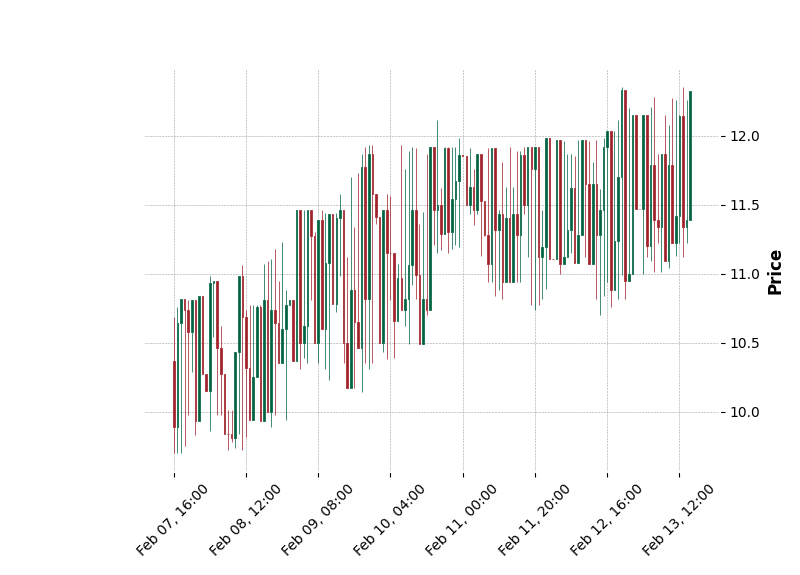 12.0
11.5
11.0
10.5
10.0
Price
Feb 07, 16:00
Feb 08, 12:00
Feb 09, 08:00
Feb 10, 04:00
Feb 11, 00:00
Feb 11, 20:00
Feb 12, 16:00
Feb 13, 12:00